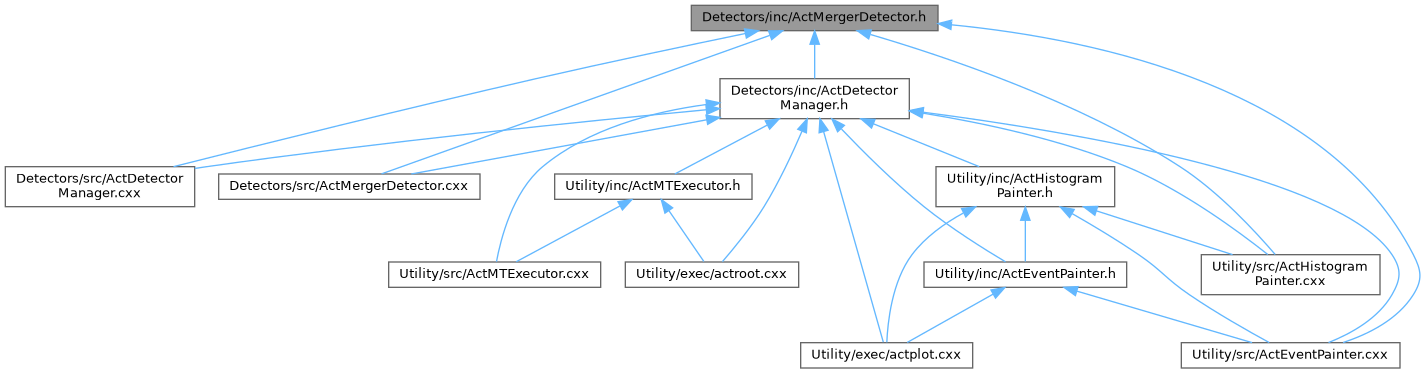 Detectors/inc/ActMergerDetector.h
Detectors/inc/ActDetector
Manager.h
Detectors/src/ActDetector
Manager.cxx
Detectors/src/ActMergerDetector.cxx
Utility/inc/ActMTExecutor.h
Utility/inc/ActHistogram
Painter.h
Utility/src/ActMTExecutor.cxx
Utility/exec/actroot.cxx
Utility/inc/ActEventPainter.h
Utility/src/ActHistogram
Painter.cxx
Utility/exec/actplot.cxx
Utility/src/ActEventPainter.cxx